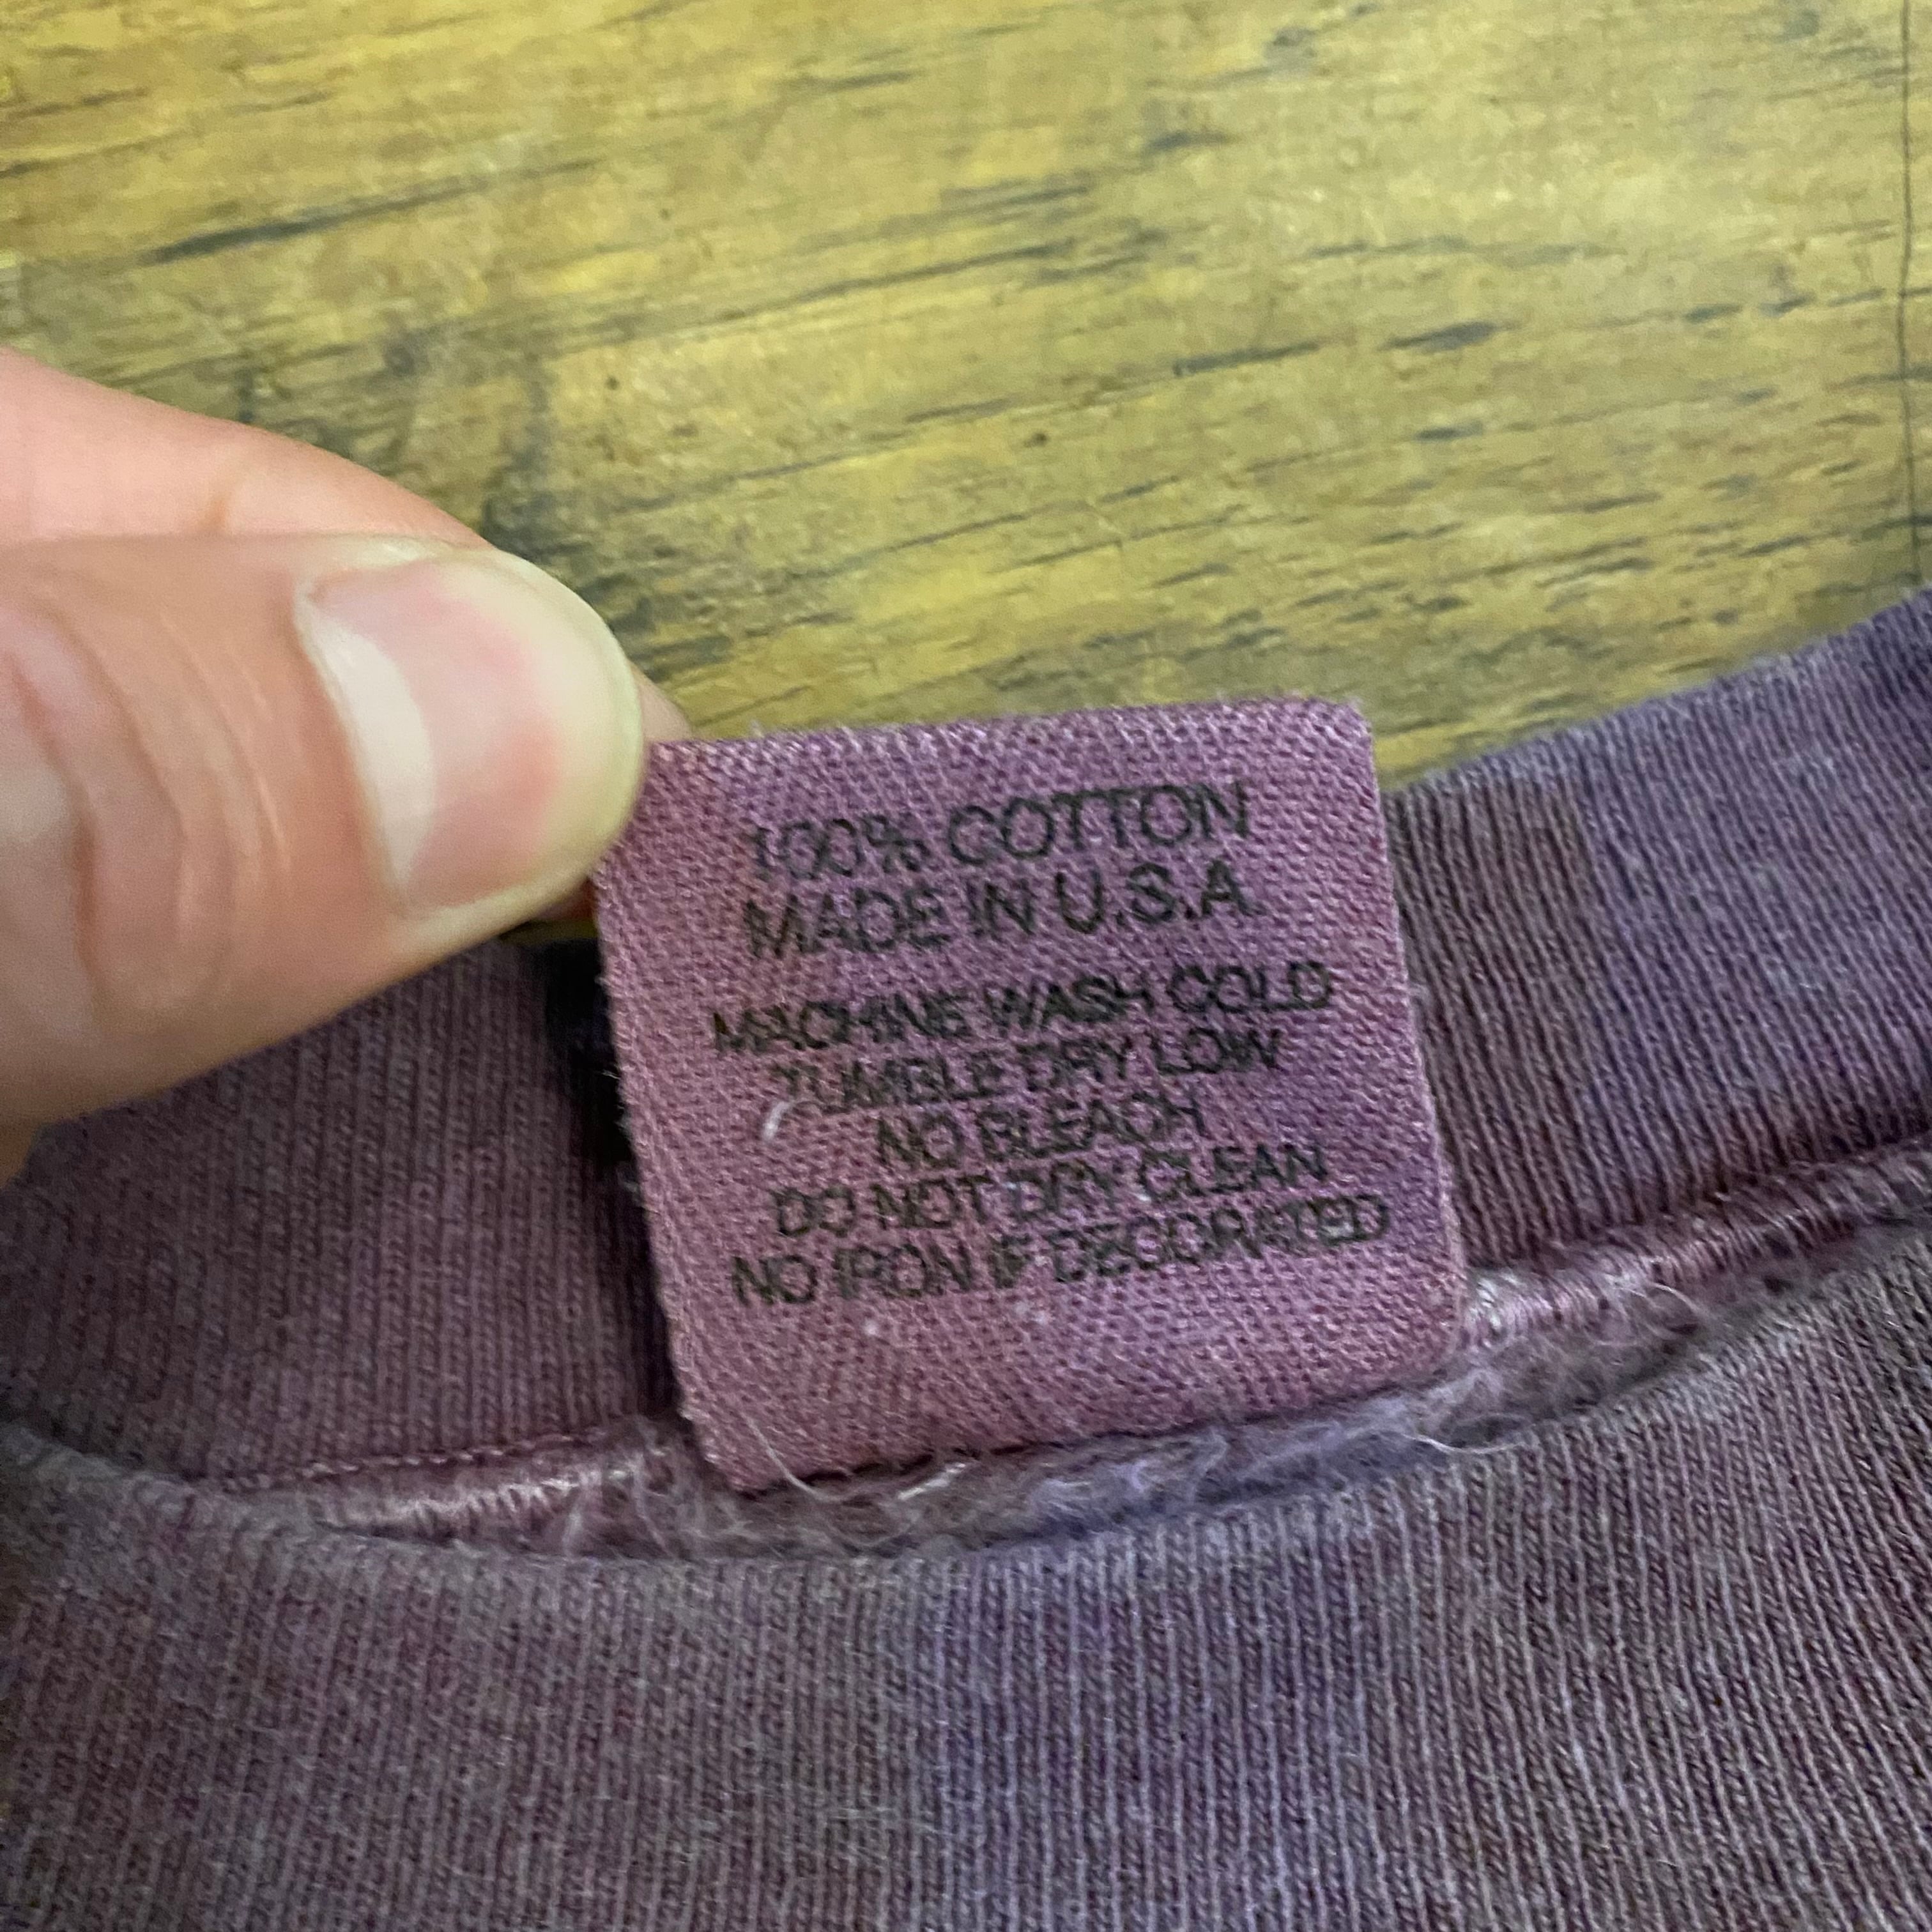 100% COTTON
MADE IN U.S.A.
MACHINE WASH COLD
TUMBLE DRY LOW
NO BLEACH
DO NOT DRY CLEAN
NO IRON IF DECORATED